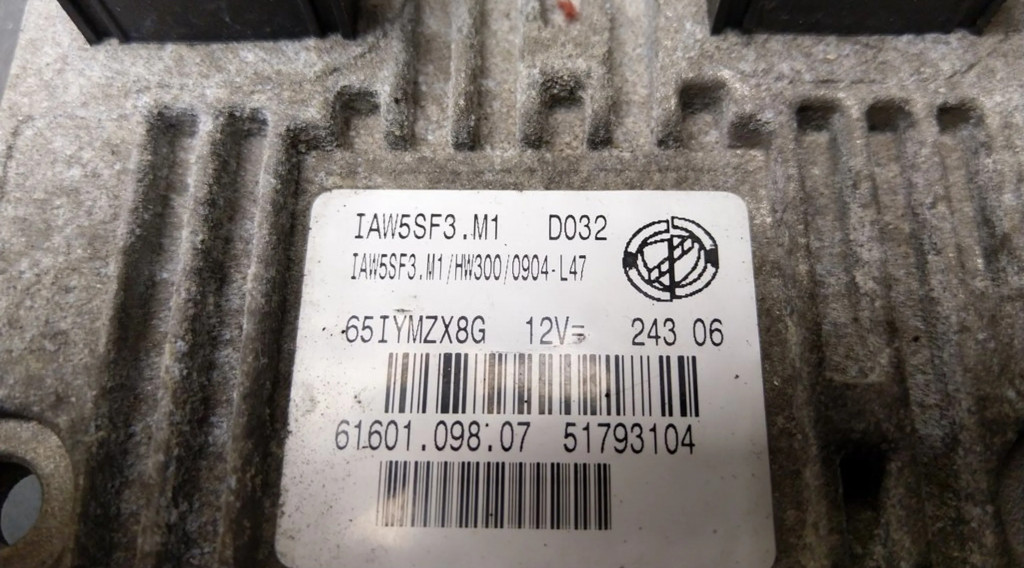 IAW5SF3.M1 D032
IAW5SF3.M1/HW300/0904-L47
65IYMZX8G 12V= 243 06
61601.098.07 51793104